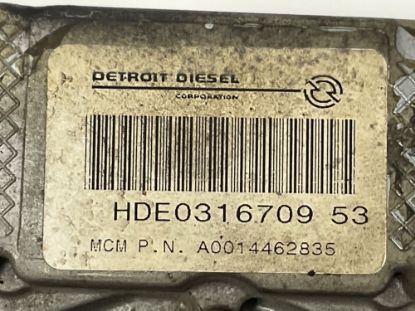 DETROIT DIESEL
CORPORATION
HDE0316709 53
MCM P.N. A0014462835